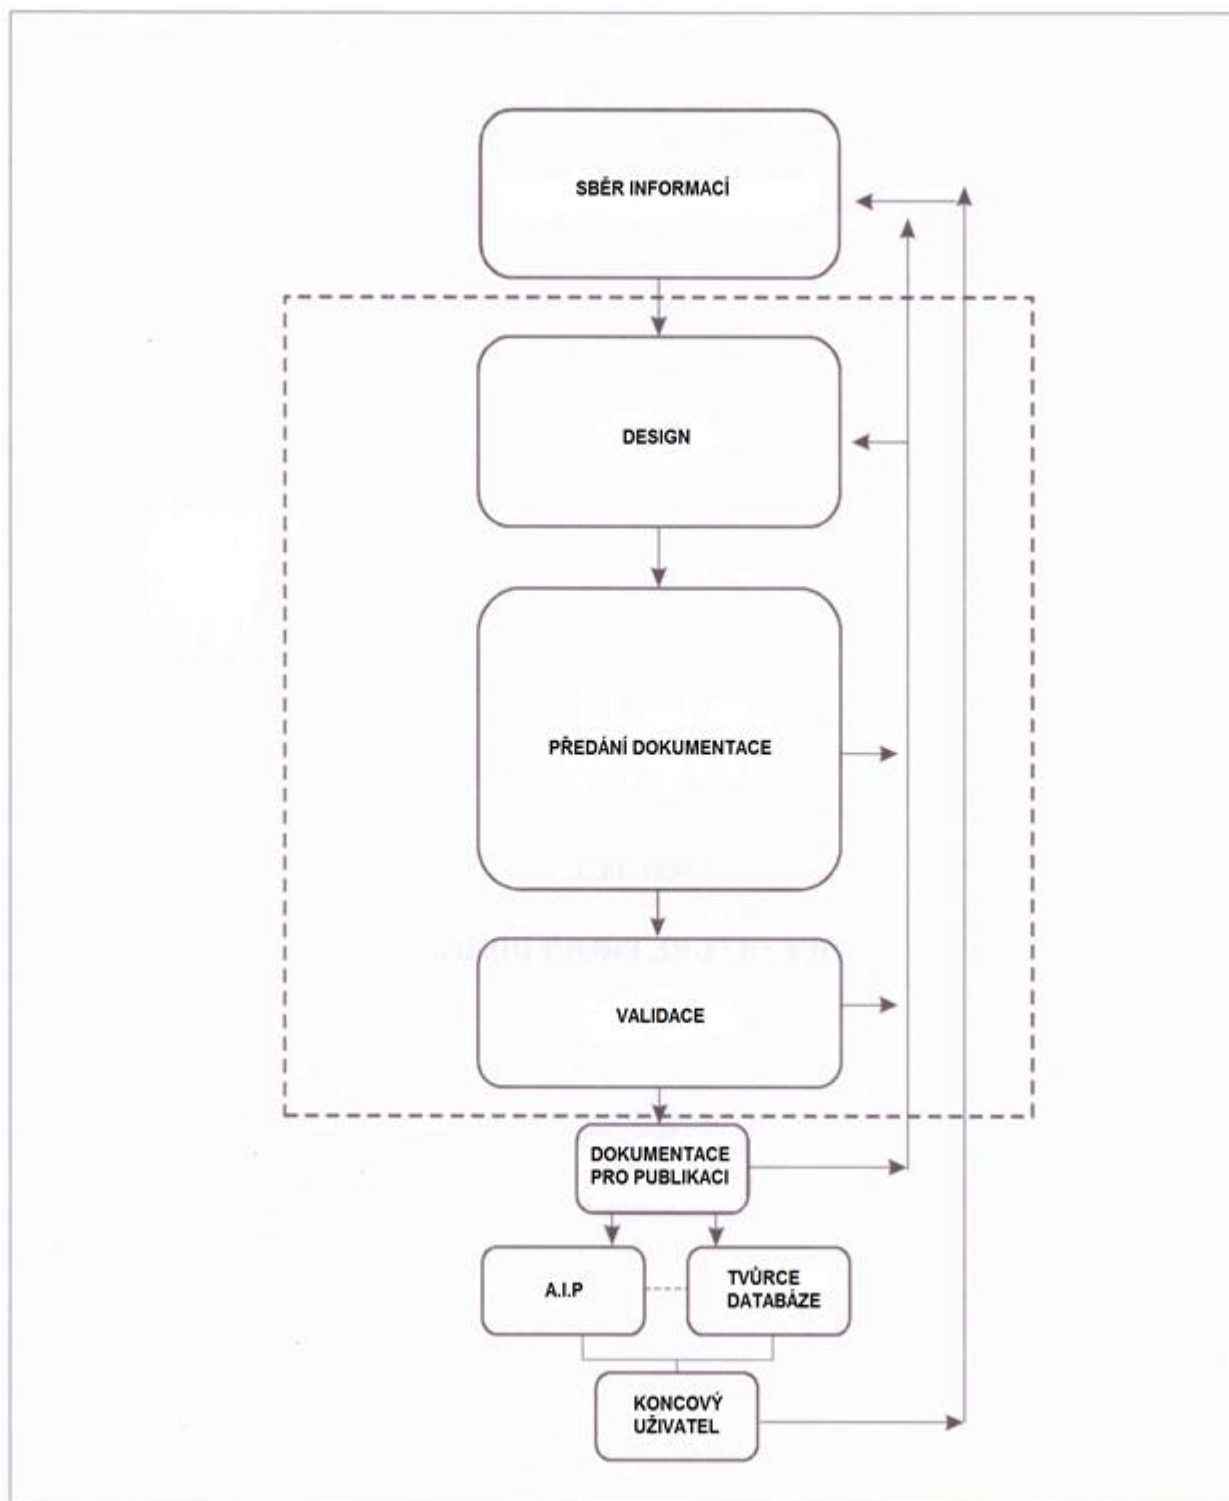 SBĚR INFORMACÍ
DESIGN
PŘEDÁNÍ DOKUMENTACE
VALIDACE
DOKUMENTACE
PRO PUBLIKACI
A.I.P
TVŮRCE
DATABÁZE
KONCOVÝ
UŽIVATEL